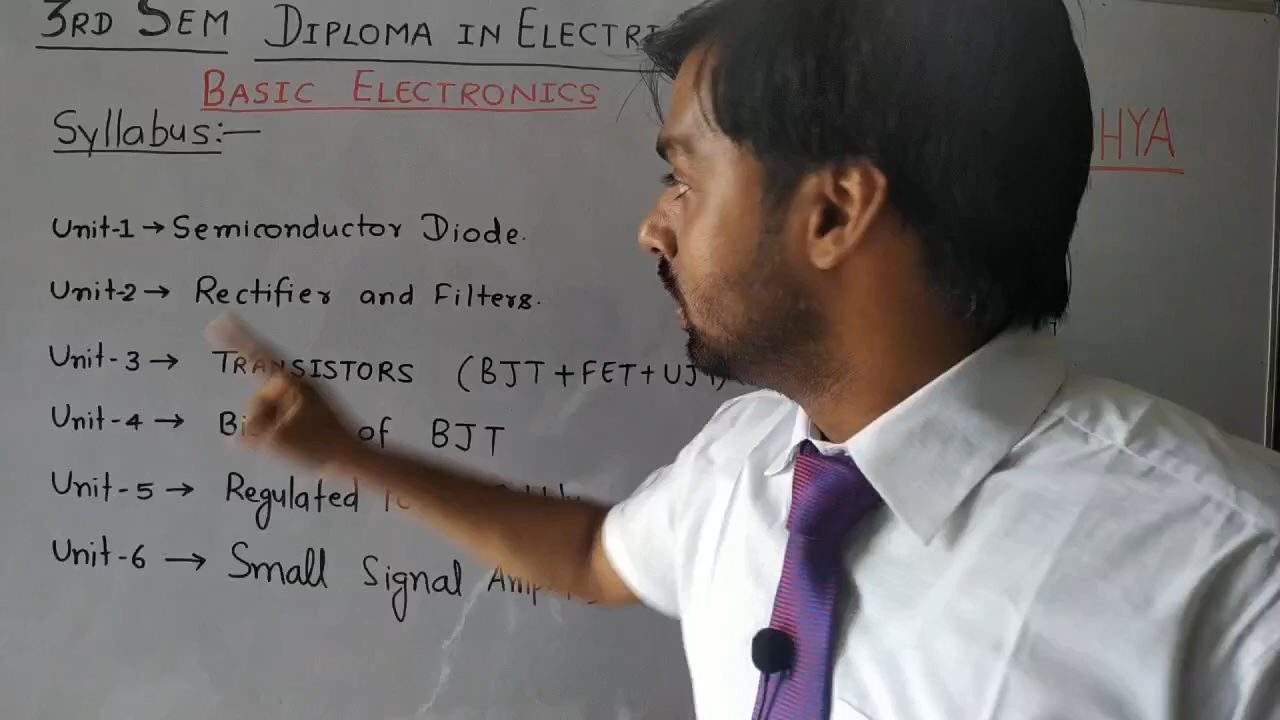 3RD SEM DIPLOMA IN ELECTRI
BASIC ELECTRONICS
HYA
Syllabus:—
Unit-1 → Semiconductor Diode.
Unit-2 → Rectifier and Filters.
Unit-3 → TRANSISTORS (BJT+FET+UJT)
Unit-4 → of BJT
Unit-5 → Regulated
Unit-6 → Small Signal